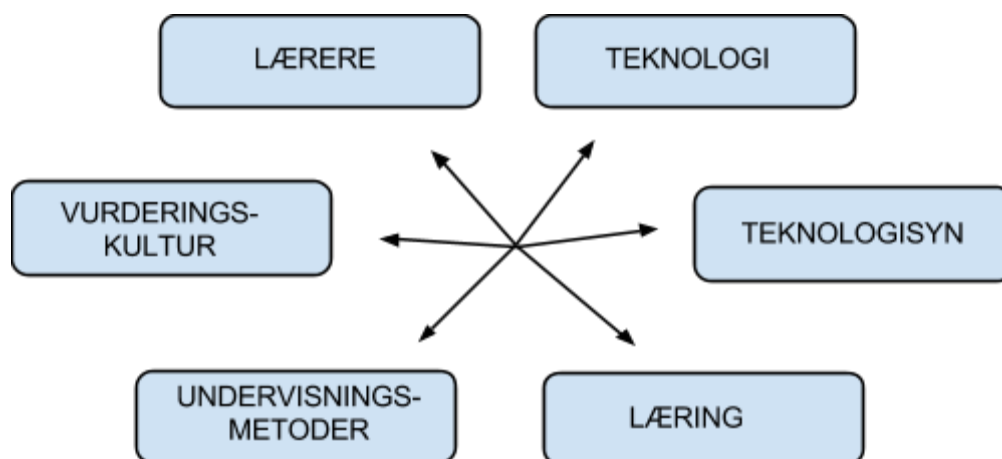 LÆRERE
TEKNOLOGI
VURDERINGS-
KULTUR
TEKNOLOGISYN
UNDERVISNINGS-
METODER
LÆRING